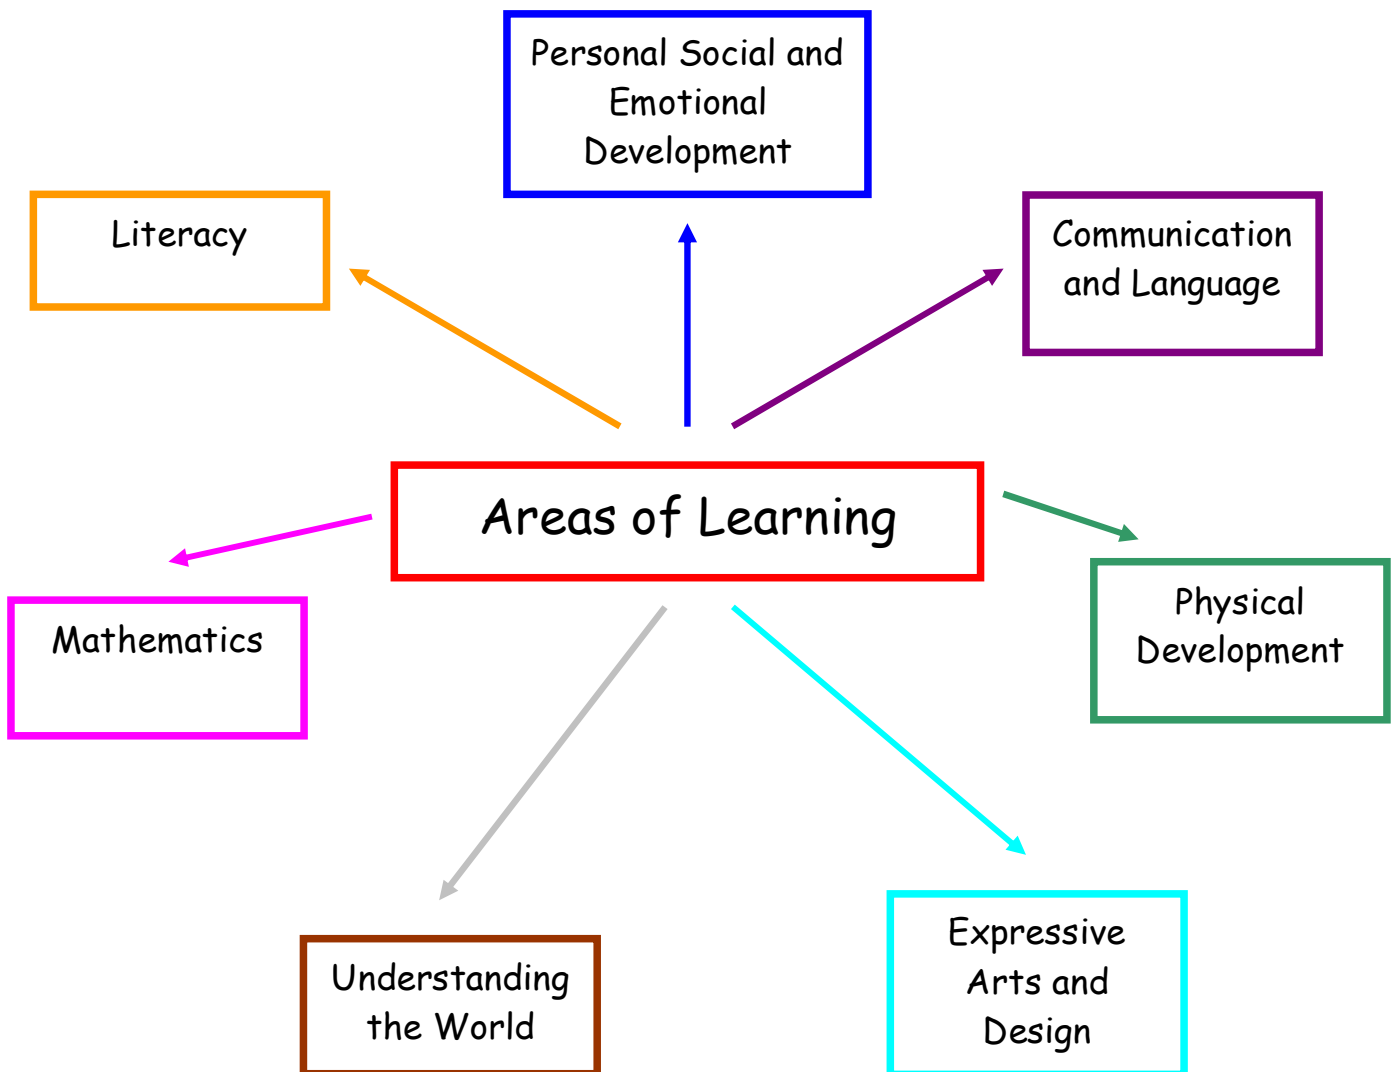 Personal Social and
Emotional
Development
Literacy
Communication
and Language
Areas of Learning
Physical
Development
Mathematics
Expressive
Arts and
Design
Understanding
the World